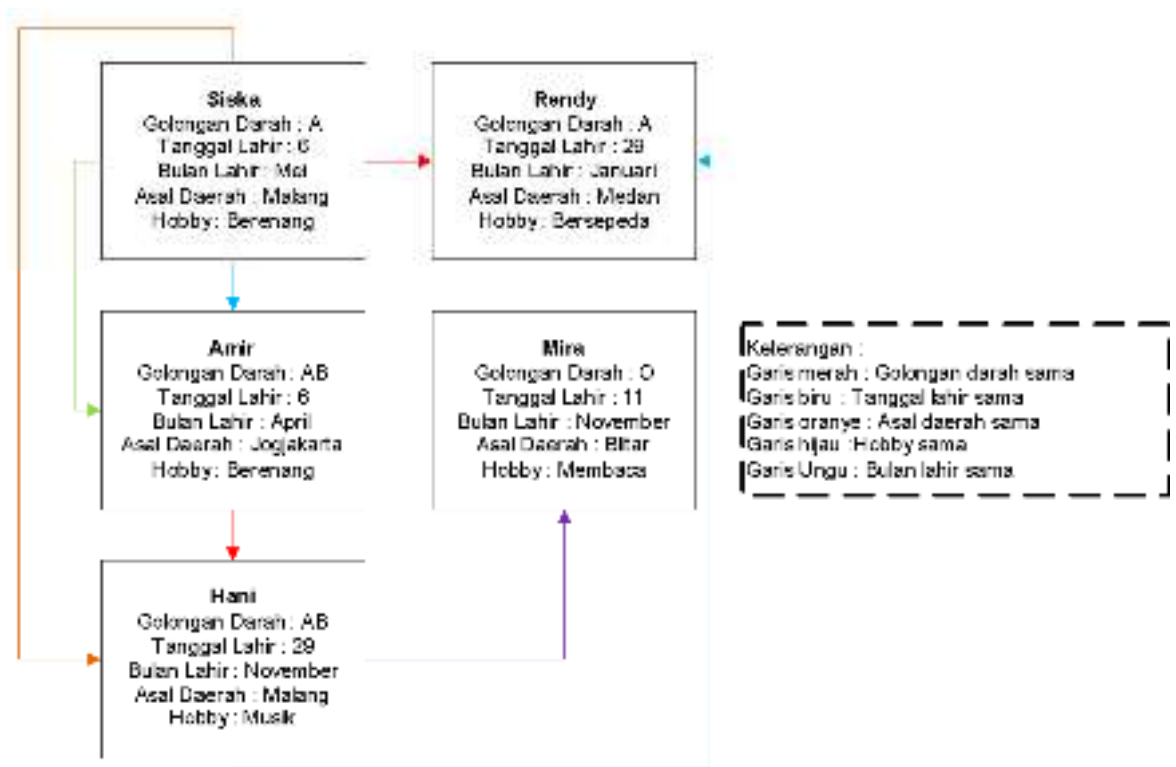 Siska
Golongan Darah : A
Tanggal Lahir : 6
Bulan Lahir : Mei
Asal Daerah : Malang
Hobby : Berenang
Rendy
Golongan Darah : A
Tanggal Lahir : 29
Bulan Lahir : Januari
Asal Daerah : Medan
Hobby : Bersepeda
Amir
Golongan Darah : AB
Tanggal Lahir : 6
Bulan Lahir : April
Asal Daerah : Jogjakarta
Hobby : Berenang
Mira
Golongan Darah : O
Tanggal Lahir : 11
Bulan Lahir : November
Asal Daerah : Blitar
Hobby : Membaca
Keterangan :
Garis merah : Golongan darah sama
Garis biru : Tanggal lahir sama
Garis oranye : Asal daerah sama
Garis hijau :Hobby sama
Garis Ungu : Bulan lahir sama
Hani
Golongan Darah : AB
Tanggal Lahir : 29
Bulan Lahir : November
Asal Daerah : Malang
Hobby : Musik